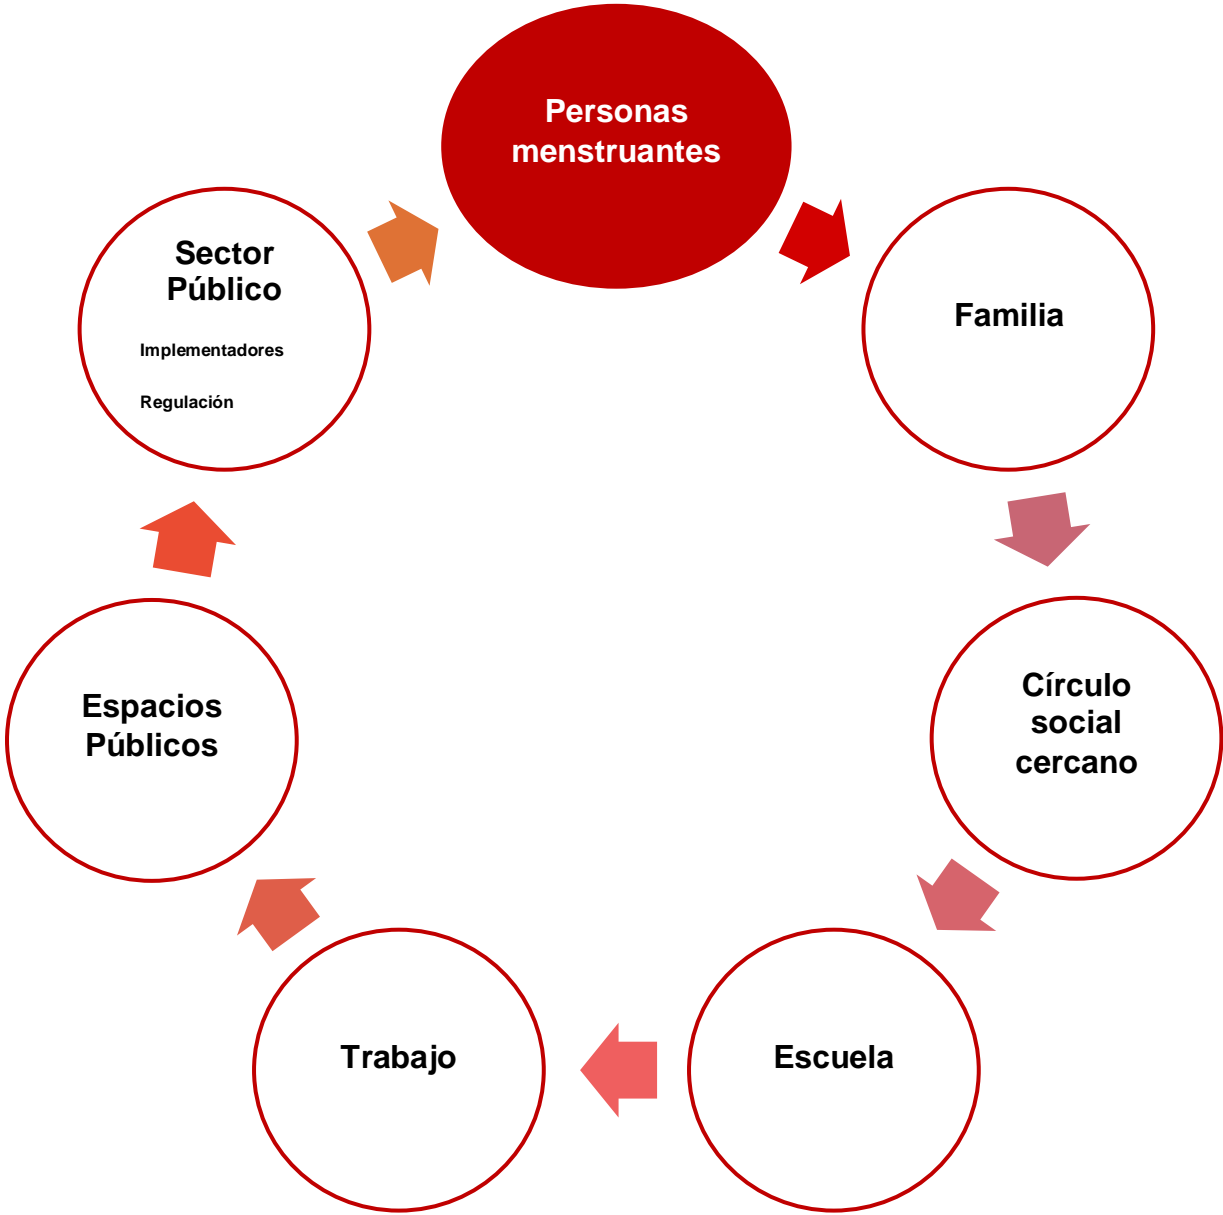 Personas
menstruantes
Familia
Círculo
social
cercano
Escuela
Trabajo
Espacios
Públicos
Sector
Público
Implementadores
Regulación